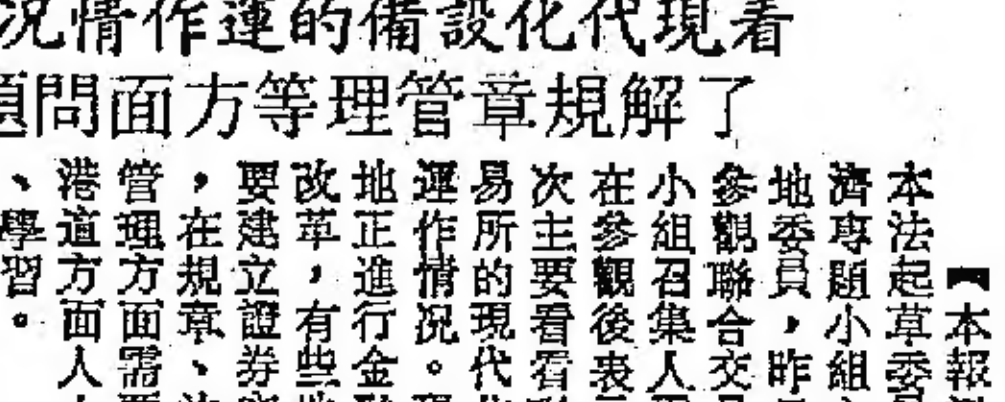 看現代化設備的運作情況
了解規章管理等方面問題
【本報
本法起草委
濟專題小組
地委員，昨
參觀聯合交
小組召集人
在參觀後表
次主要看看
易所的現代
運作情況。
地正進行金
改革，有些
要建立證券
，在規章、
管理方面需
港道方面人
、學習。